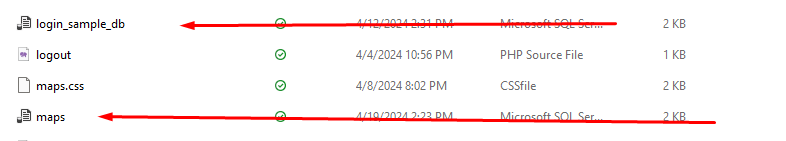 login_sample_db 4/12/2024 2:31 PM Microsoft SQL Ser... 2 KB
logout 4/4/2024 10:56 PM PHP Source File 1 KB
maps.css 4/8/2024 8:02 PM CSSfile 2 KB
maps 4/19/2024 2:23 PM Microsoft SQL Ser... 2 KB